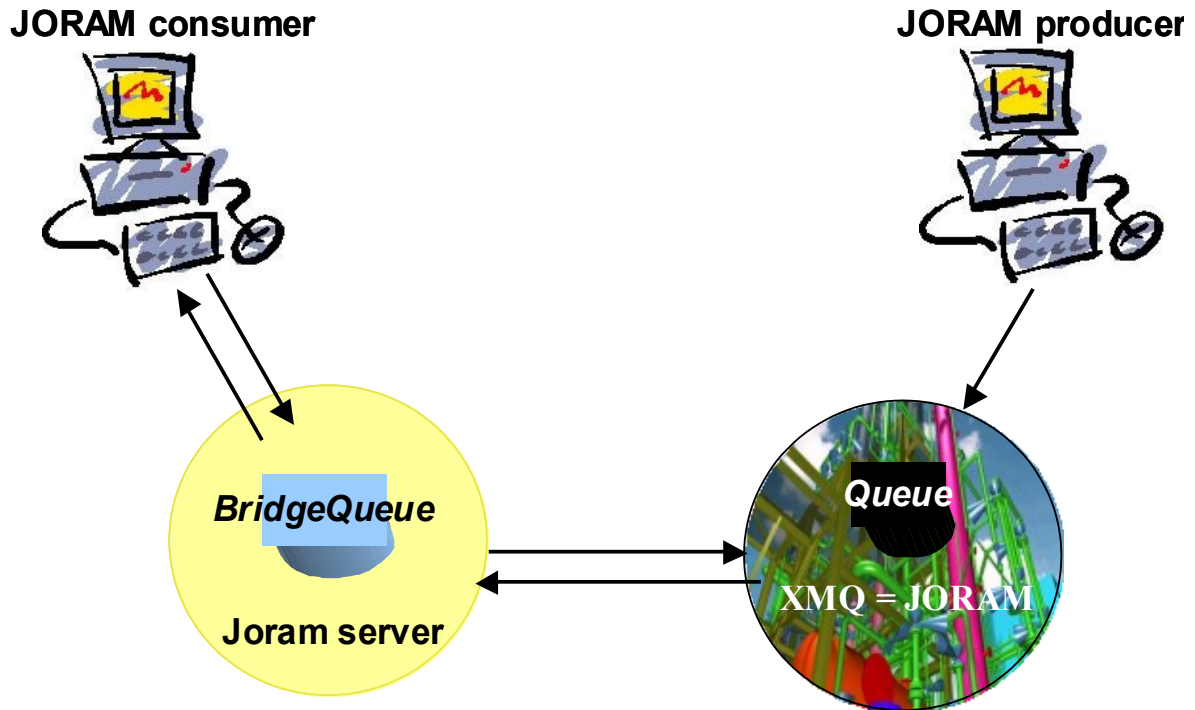 JORAM consumer
JORAM producer
BridgeQueue
Queue
XMQ = JORAM
Joram server